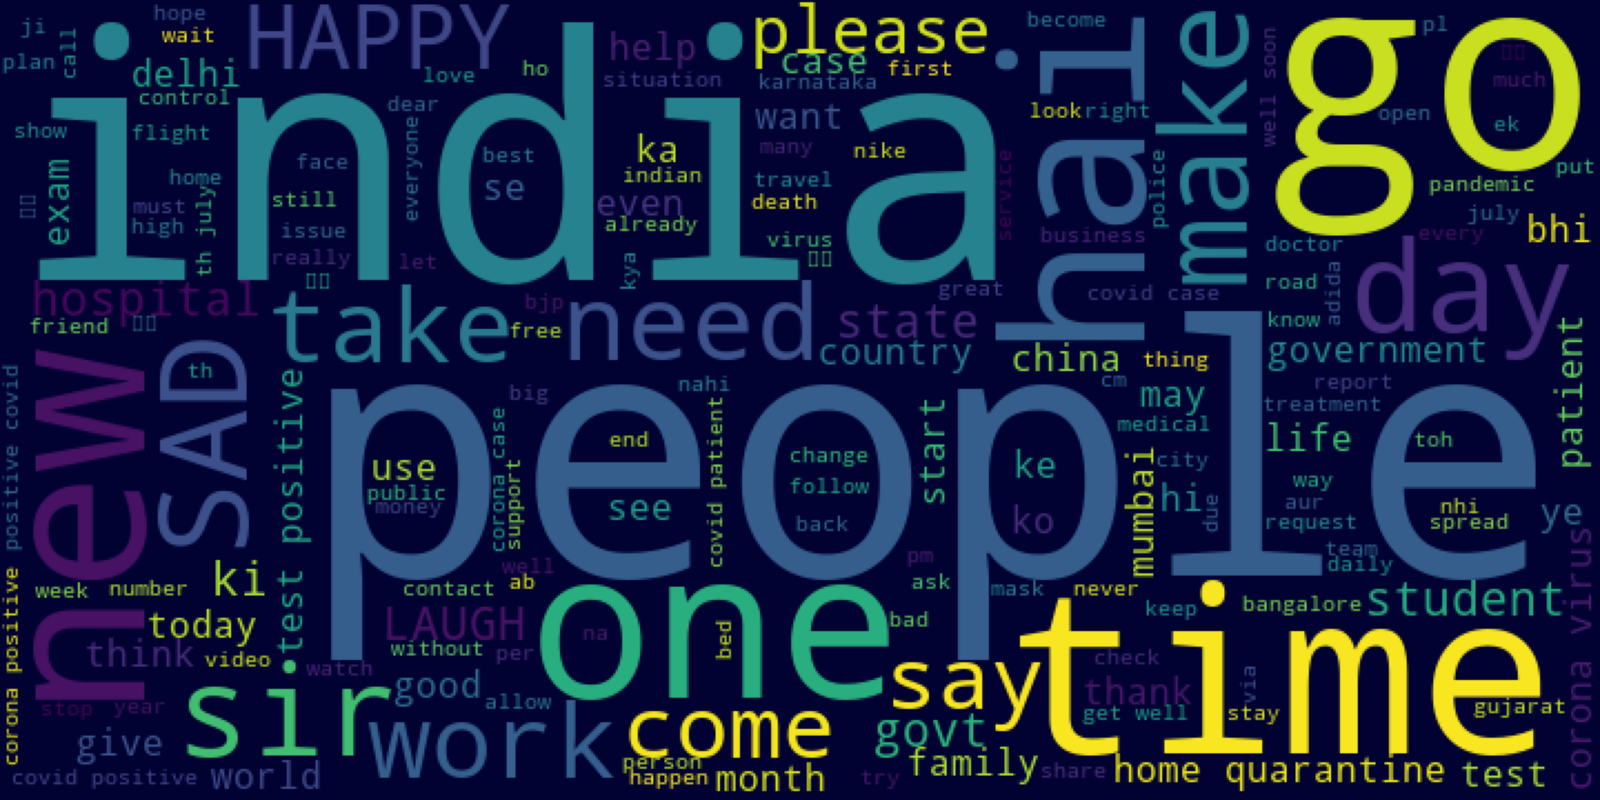 ji
hope
wait
HAPPY
help
please
become
pl
plan
call
delhi
love
ho
situation
case
first
karnataka
india
hai
make
well soon
go
much
control
dear
want
look
right
open
ek
show
flight
everyone
best
ka
many
nike
exam
face
se
indian
travel
police
put
home
still
even
death
pandemic
must
th july
already
service
july
high
issue
virus
business
doctor
every
bhi
really
let
kya
hospital
take
bjp
great
covid case
road
adida
day
friend
free
need
state
country
know
government
new
SAD
th
test positive
china
thing
cm
report
patient
corona positive positive covid
big
nahi
may
treatment
people
corona case
end
covid patient
change
start
medical
life
toh
use
public
money
support
see
follow
back
ke
ko
mumbai
city
hi
due
way
aur
request
nhi
spread
ye
well
pm
team
daily
week
number
ki
contact
ab
one
ask
mask
never
keep
bangalore
student
corona virus
today
LAUGH
na
bed
bad
time
think
video
without
per
say
check
watch
sir
good
allow
thank
via
stop
year
get well
stay
gujarat
give
work
come
govt
covid positive
world
person
happen
month
try
family
share
home quarantine
test